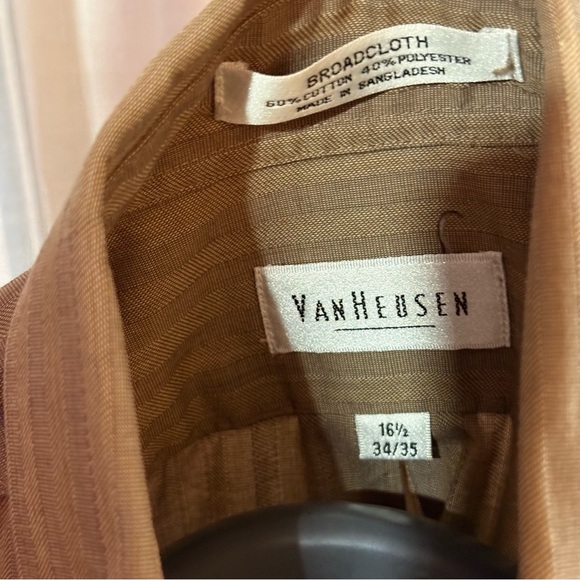 BROADCLOTH
60% COTTON 40% POLYESTER
MADE IN BANGLADESH
VANHEUSEN
16½
34/35